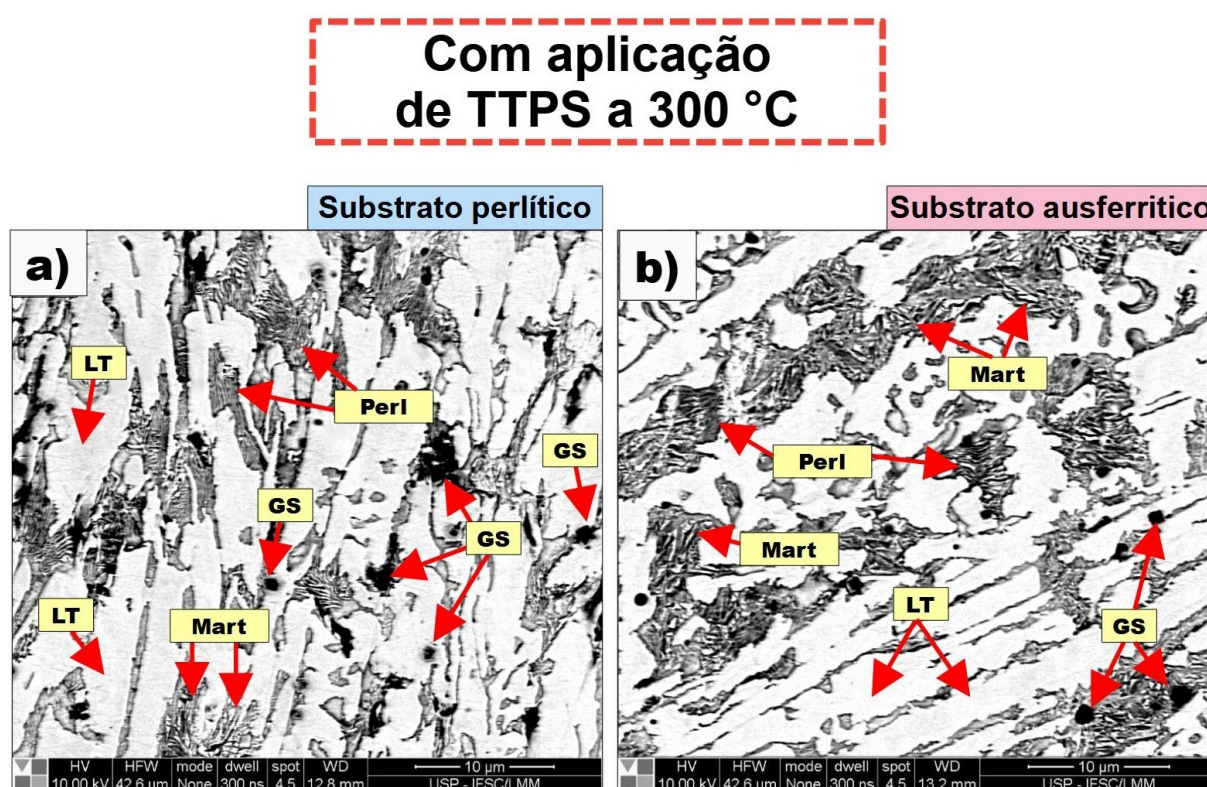 Com aplicação
de TTPS a 300 °C
Substrato perlítico
Substrato ausferritico
a)
LT
Perl
GS
GS
GS
LT
Mart
HV HFW mode dwell spot WD
10 µm
10.00 kV 42.6 µm None 300 ns 4.5 12.8 mm USP - IFSC/LMM
b)
Mart
Perl
Mart
LT
GS
HV HFW mode dwell spot WD
10 µm
10.00 kV 42.6 µm None 300 ns 4.5 13.2 mm USP - IFSC/LMM